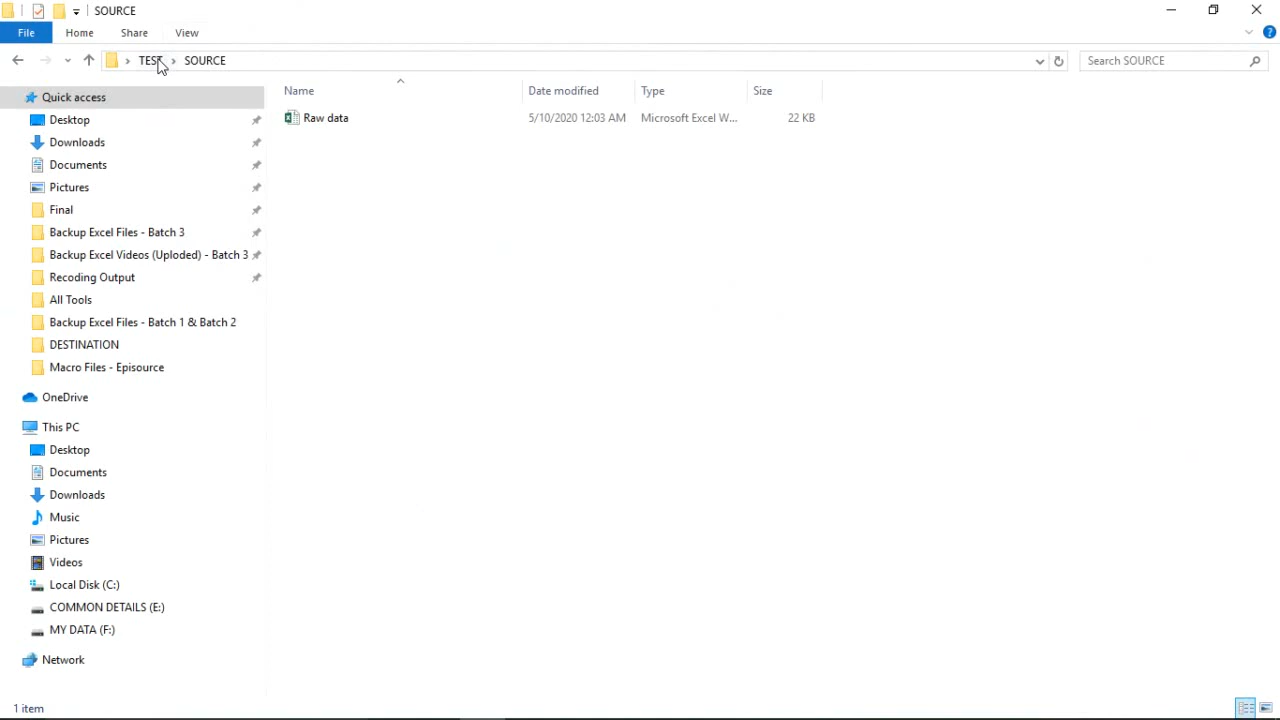 SOURCE
File Home Share View
TEST SOURCE Search SOURCE
Name Date modified Type Size
Raw data 5/10/2020 12:03 AM Microsoft Excel W... 22 KB
Quick access
Desktop
Downloads
Documents
Pictures
Final
Backup Excel Files - Batch 3
Backup Excel Videos (Uploded) - Batch 3
Recoding Output
All Tools
Backup Excel Files - Batch 1 & Batch 2
DESTINATION
Macro Files - Episource
OneDrive
This PC
Desktop
Documents
Downloads
Music
Pictures
Videos
Local Disk (C:)
COMMON DETAILS (E:)
MY DATA (F:)
Network
1 item